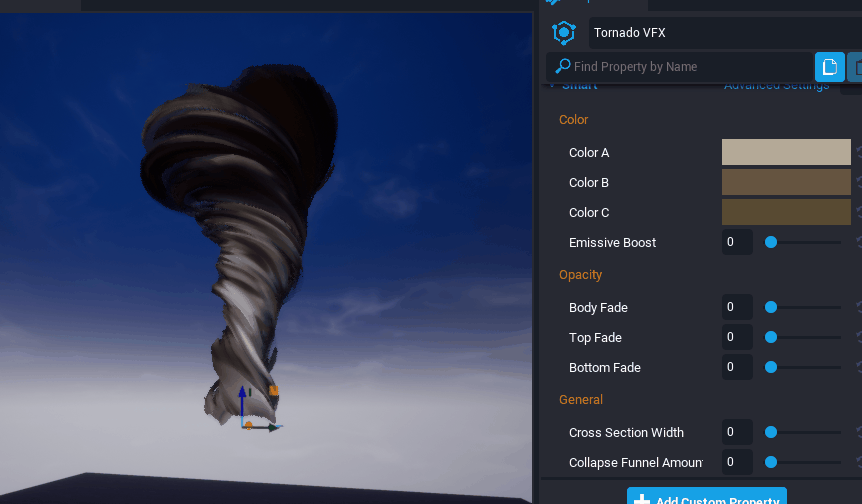 Tornado VFX
Find Property by Name
Smart
Advanced Settings
Color
Color A
Color B
Color C
Emissive Boost
0
Opacity
Body Fade
0
Top Fade
0
Bottom Fade
0
General
Cross Section Width
0
Collapse Funnel Amoun
0
Add Custom Property